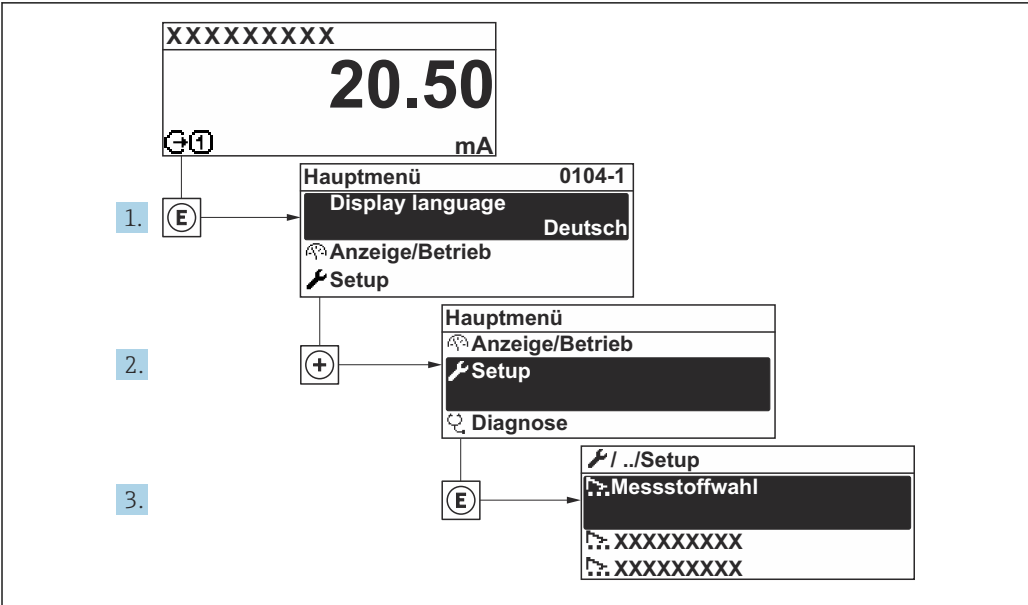 XXXXXXXXX
20.50
1 mA
1.
E
Hauptmenü 0104-1
Display language
Deutsch
Anzeige/Betrieb
Setup
2.
+
Hauptmenü
Anzeige/Betrieb
Setup
Diagnose
3.
E
/ ../Setup
Messstoffwahl
XXXXXXXXX
XXXXXXXXX